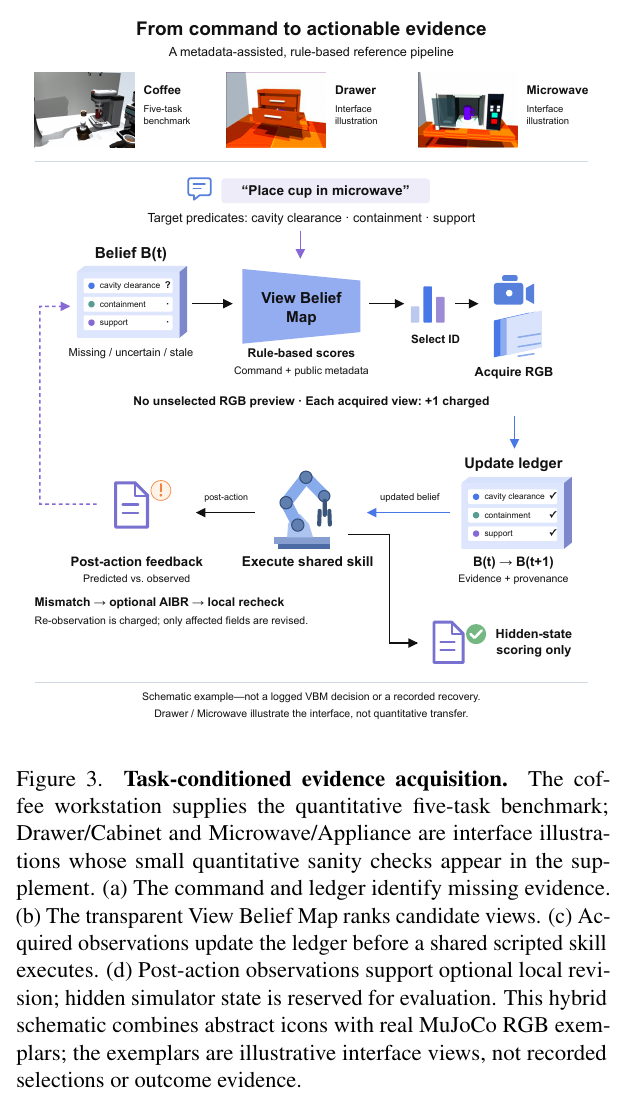 From command to actionable evidence
A metadata-assisted, rule-based reference pipeline
Coffee
Five-task
benchmark
Drawer
Interface
illustration
Microwave
Interface
illustration
“Place cup in microwave”
Target predicates: cavity clearance · containment · support
Belief B(t)
cavity clearance ?
containment ·
support ·
Missing / uncertain / stale
View Belief
Map
Rule-based scores
Command + public metadata
Select ID
Acquire RGB
No unselected RGB preview · Each acquired view: +1 charged
Update ledger
cavity clearance ✓
containment ✓
support ✓
B(t) → B(t+1)
Evidence + provenance
updated belief
Execute shared skill
post-action
!
Post-action feedback
Predicted vs. observed
Mismatch → optional AIBR → local recheck
Re-observation is charged; only affected fields are revised.
Hidden-state
scoring only
Schematic example—not a logged VBM decision or a recorded recovery.
Drawer / Microwave illustrate the interface, not quantitative transfer.
Figure 3. Task-conditioned evidence acquisition. The cof-
fee workstation supplies the quantitative five-task benchmark;
Drawer/Cabinet and Microwave/Appliance are interface illustra-
tions whose small quantitative sanity checks appear in the sup-
plement. (a) The command and ledger identify missing evidence.
(b) The transparent View Belief Map ranks candidate views. (c) Ac-
quired observations update the ledger before a shared scripted skill
executes. (d) Post-action observations support optional local revi-
sion; hidden simulator state is reserved for evaluation. This hybrid
schematic combines abstract icons with real MuJoCo RGB exem-
plars; the exemplars are illustrative interface views, not recorded
selections or outcome evidence.